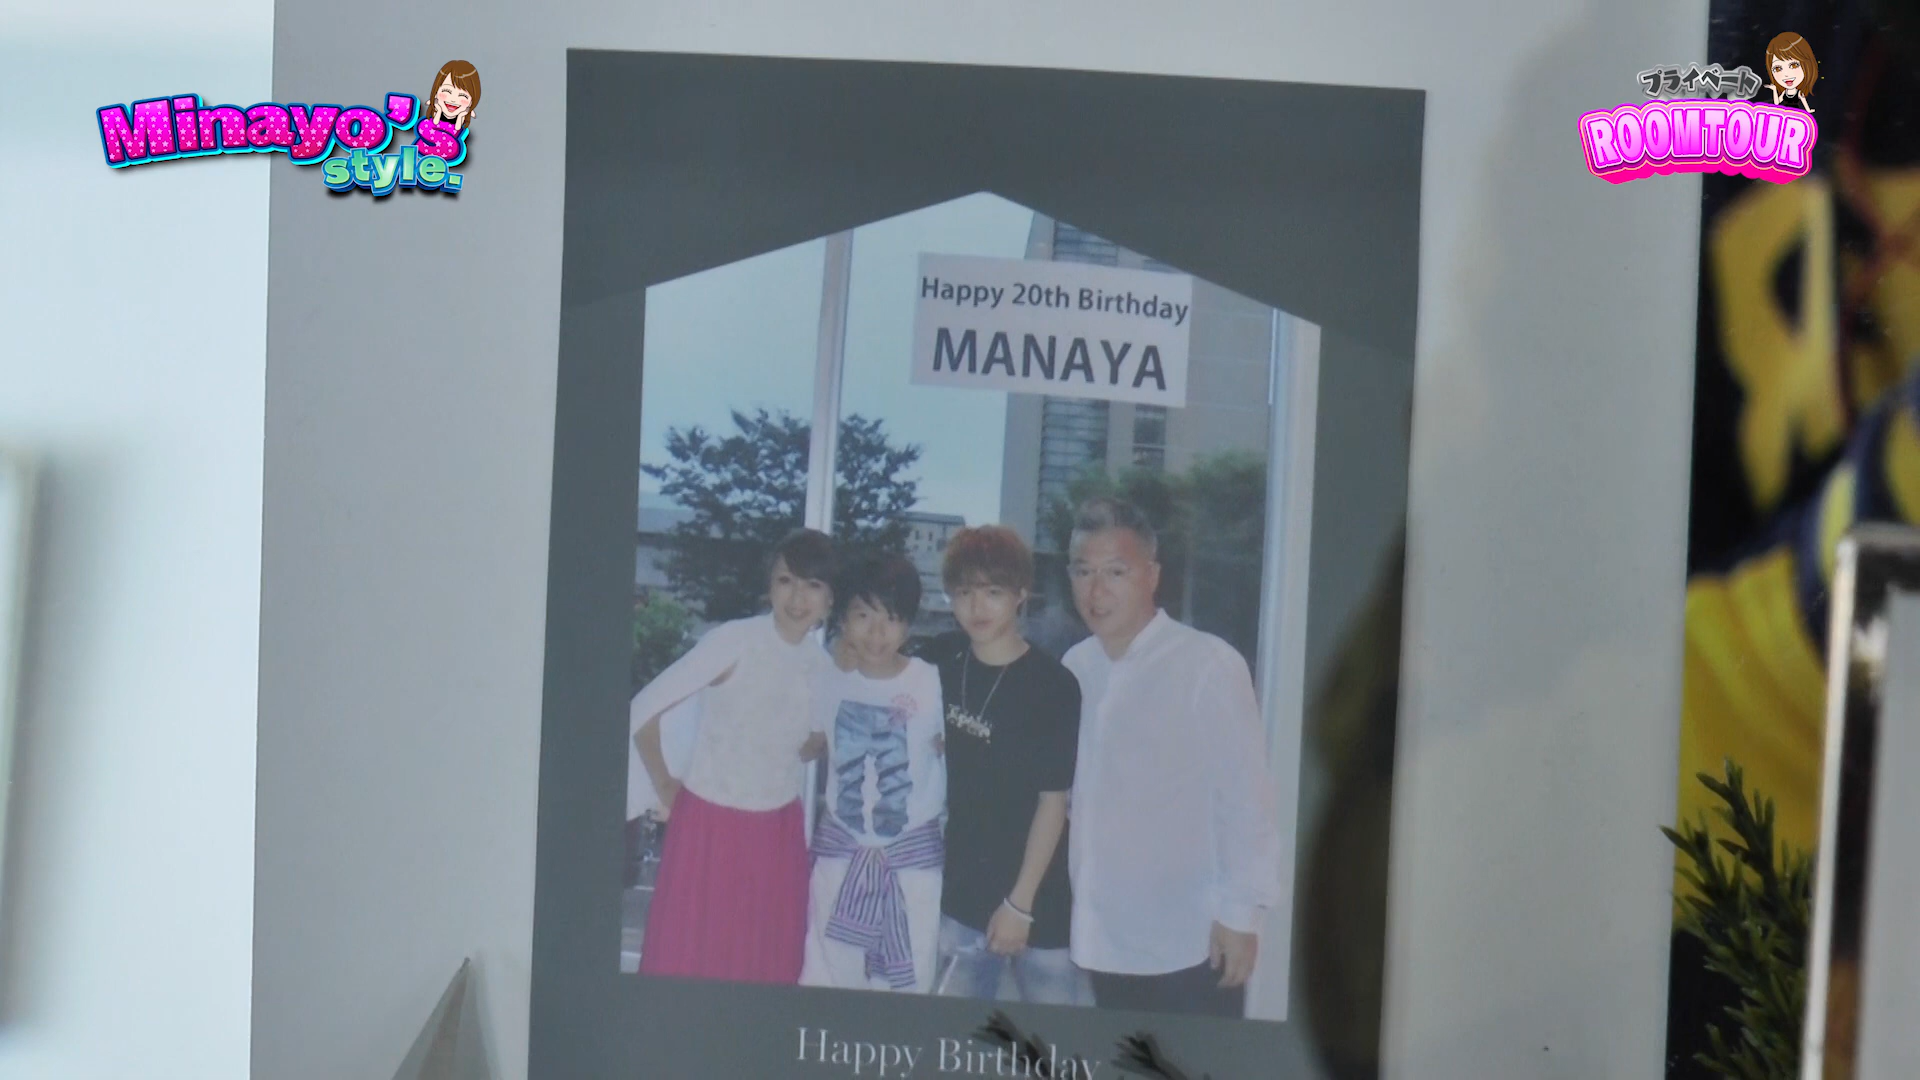 Minayo's
style.
プライベート
ROOMTOUR
Happy 20th Birthday
MANAYA
Happy Birthday